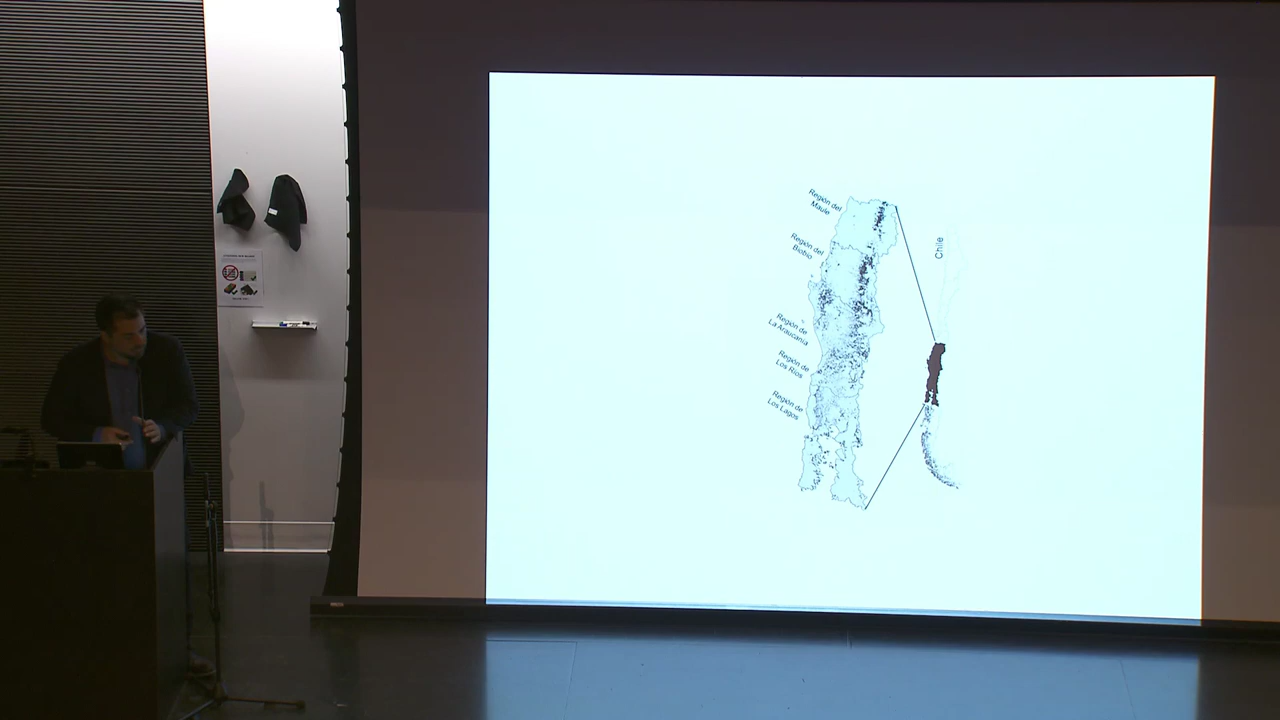 Región del
Maule
Región del
Biobío
Región de
La Araucanía
Región de
Los Ríos
Región de
Los Lagos
Chile